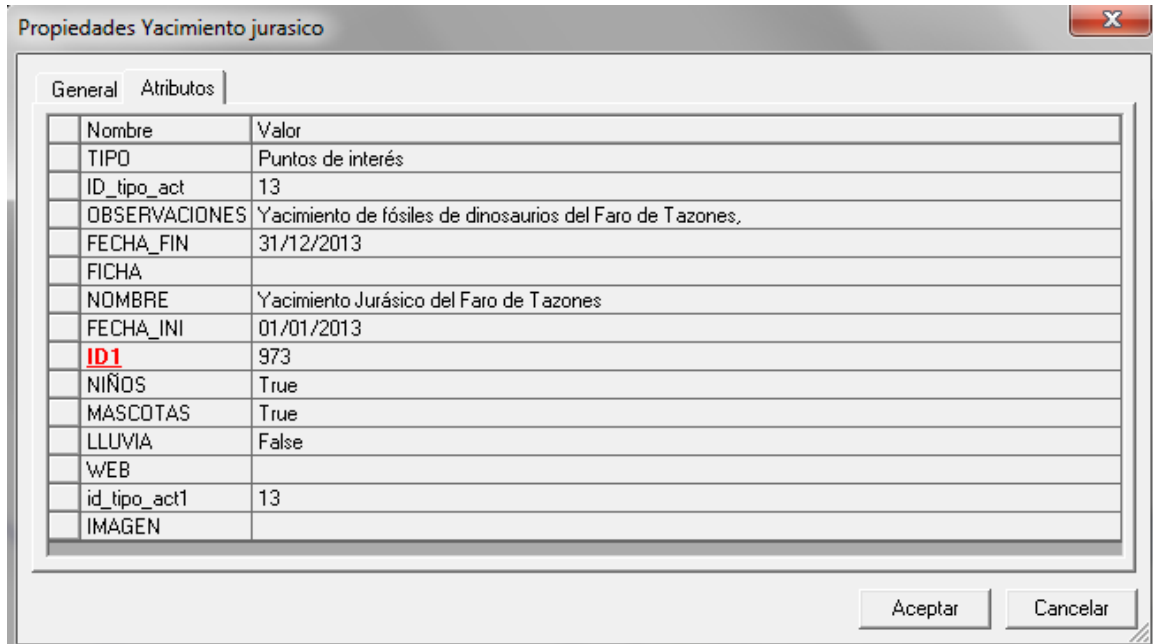 Propiedades Yacimiento jurasico
General Atributos
Nombre Valor
TIPO Puntos de interés
ID_tipo_act 13
OBSERVACIONES Yacimiento de fósiles de dinosaurios del Faro de Tazones,
FECHA_FIN 31/12/2013
FICHA
NOMBRE Yacimiento Jurásico del Faro de Tazones
FECHA_INI 01/01/2013
ID1 973
NIÑOS True
MASCOTAS True
LLUVIA False
WEB
id_tipo_act1 13
IMAGEN
Aceptar Cancelar